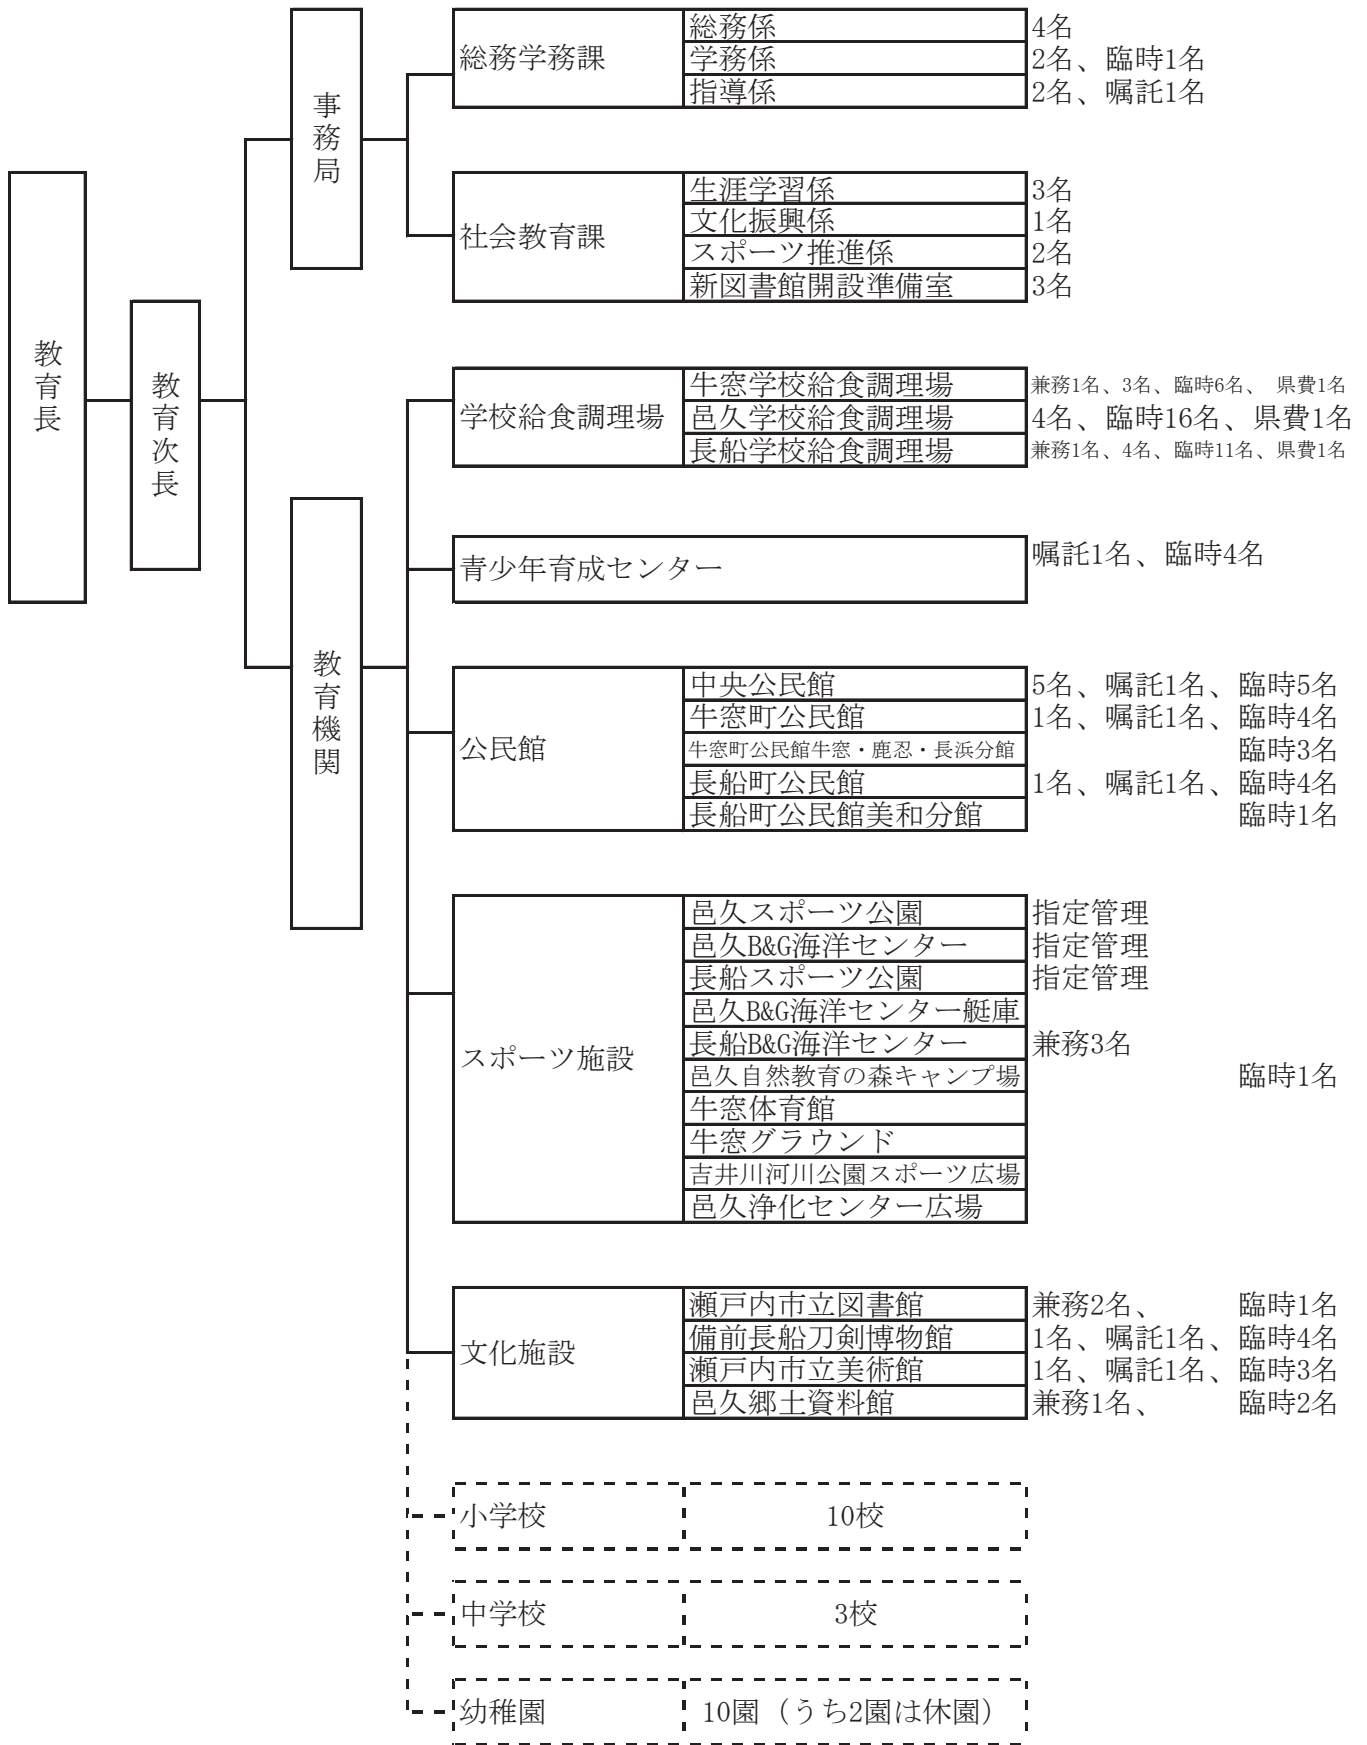 教育長
教育次長
事務局
総務学務課
総務係 4名
学務係 2名、臨時1名
指導係 2名、嘱託1名
社会教育課
生涯学習係 3名
文化振興係 1名
スポーツ推進係 2名
新図書館開設準備室 3名
教育機関
学校給食調理場
牛窓学校給食調理場 兼務1名、3名、臨時6名、 県費1名
邑久学校給食調理場 4名、臨時16名、県費1名
長船学校給食調理場 兼務1名、4名、臨時11名、県費1名
青少年育成センター 嘱託1名、臨時4名
公民館
中央公民館 5名、嘱託1名、臨時5名
牛窓町公民館 1名、嘱託1名、臨時4名
牛窓町公民館牛窓・鹿忍・長浜分館 臨時3名
長船町公民館 1名、嘱託1名、臨時4名
長船町公民館美和分館 臨時1名
スポーツ施設
邑久スポーツ公園 指定管理
邑久B&G海洋センター 指定管理
長船スポーツ公園 指定管理
邑久B&G海洋センター艇庫
長船B&G海洋センター 兼務3名
邑久自然教育の森キャンプ場 臨時1名
牛窓体育館
牛窓グラウンド
吉井川河川公園スポーツ広場
邑久浄化センター広場
文化施設
瀬戸内市立図書館 兼務2名、 臨時1名
備前長船刀剣博物館 1名、嘱託1名、臨時4名
瀬戸内市立美術館 1名、嘱託1名、臨時3名
邑久郷土資料館 兼務1名、 臨時2名
小学校 10校
中学校 3校
幼稚園 10園（うち2園は休園）